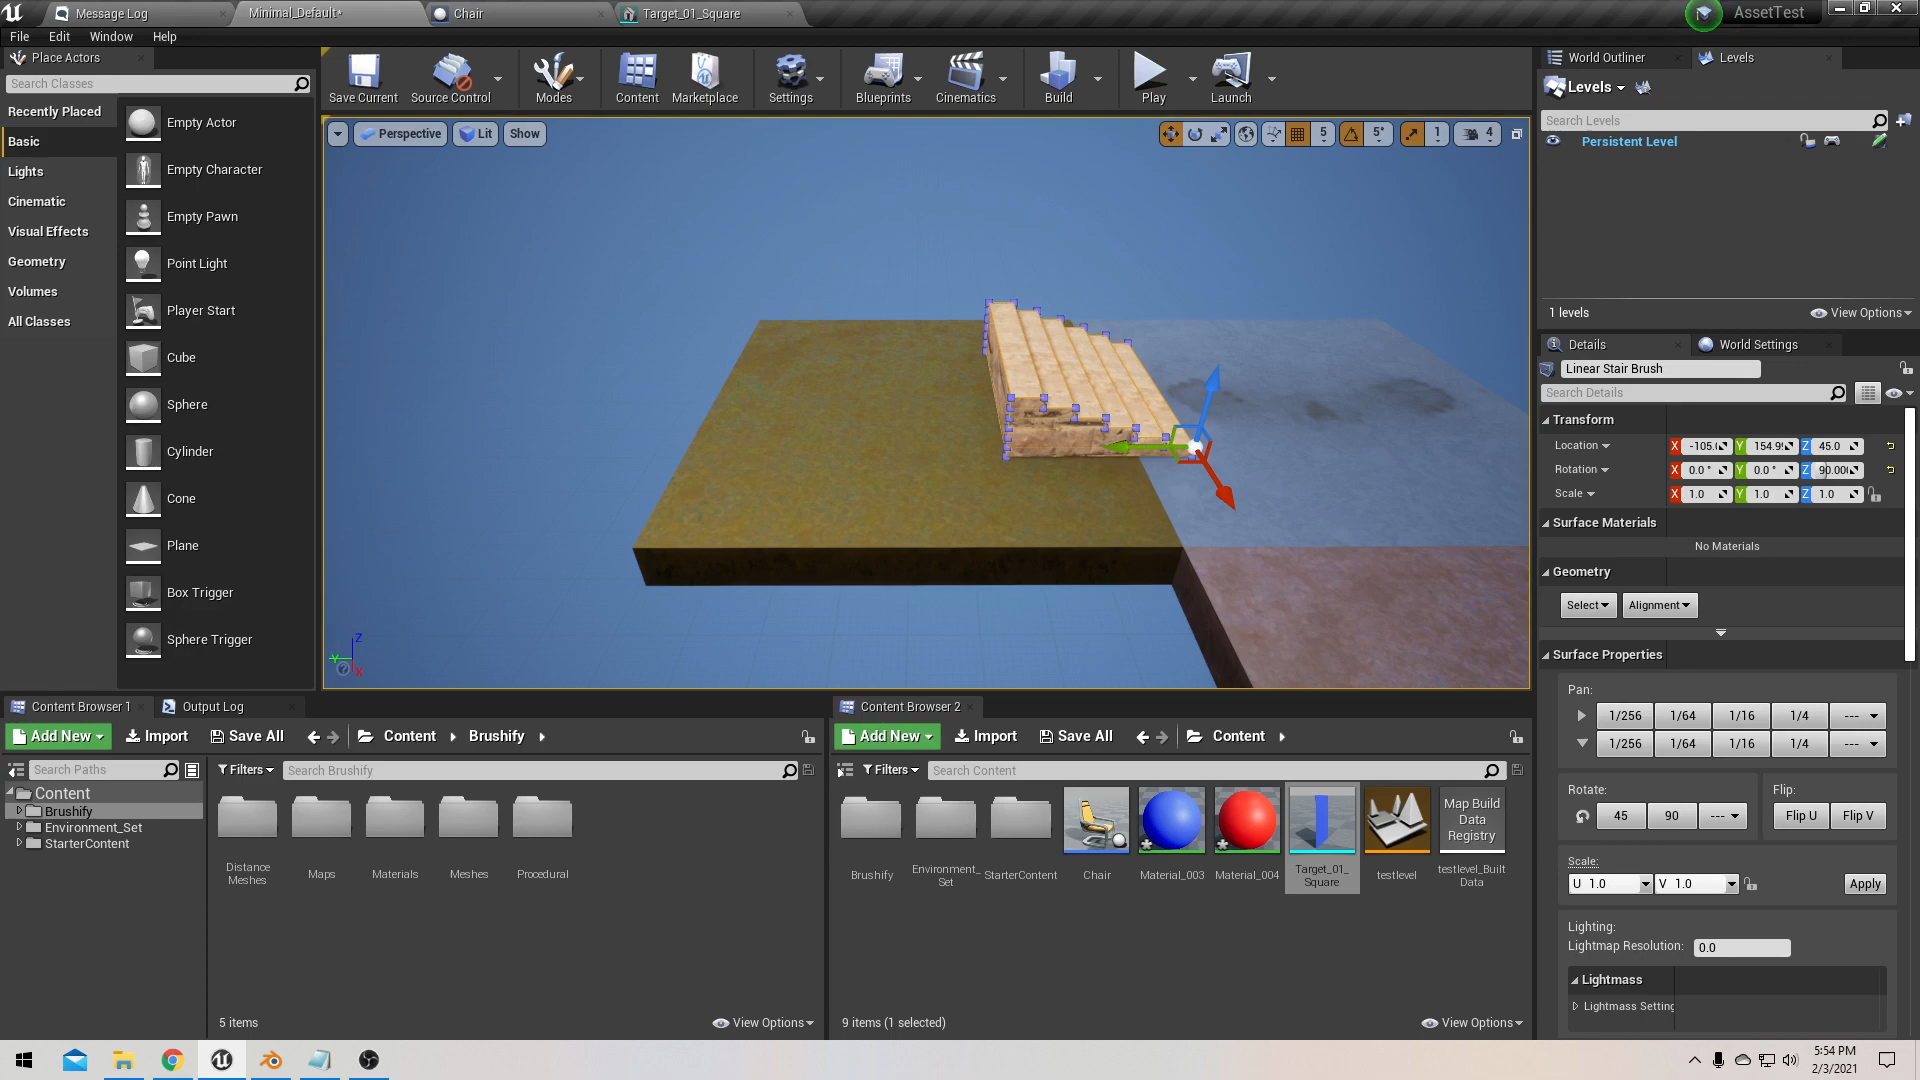 Message Log
Minimal_Default*
Chair
Target_01_Square
AssetTest
File
Edit
Window
Help
Place Actors
Search Classes
Recently Placed
Basic
Lights
Cinematic
Visual Effects
Geometry
Volumes
All Classes
Empty Actor
Empty Character
Empty Pawn
Point Light
Player Start
Cube
Sphere
Cylinder
Cone
Plane
Box Trigger
Sphere Trigger
Save Current
Source Control
Modes
Content
Marketplace
Settings
Blueprints
Cinematics
Build
Play
Launch
Perspective
Lit
Show
5
5°
1
4
Z
Y
X
World Outliner
Levels
Levels
Search Levels
Persistent Level
1 levels
View Options
Details
World Settings
Linear Stair Brush
Search Details
Transform
Location
X
Y
Z 45.0
Rotation
X 0.0 °
Y 0.0 °
Z
Scale
X 1.0
Y 1.0
Z 1.0
Surface Materials
No Materials
Geometry
Select
Alignment
Surface Properties
Pan:
1/256
1/64
1/16
1/4
---
1/256
1/64
1/16
1/4
---
Rotate:
45
90
---
Flip:
Flip U
Flip V
Scale:
U 1.0
V 1.0
Apply
Lighting:
Lightmap Resolution:
0.0
Lightmass
Lightmass Setting
Content Browser 1
Output Log
Add New
Import
Save All
Content
Brushify
Search Paths
Filters
Search Brushify
Content
Brushify
Environment_Set
StarterContent
Distance
Meshes
Maps
Materials
Meshes
Procedural
5 items
View Options
Content Browser 2
Add New
Import
Save All
Content
Filters
Search Content
Brushify
Environment_
Set
StarterContent
Chair
Material_003
Material_004
Target_01_
Square
testlevel
Map Build
Data
Registry
testlevel_Built
Data
9 items (1 selected)
View Options
5:54 PM
2/3/2021